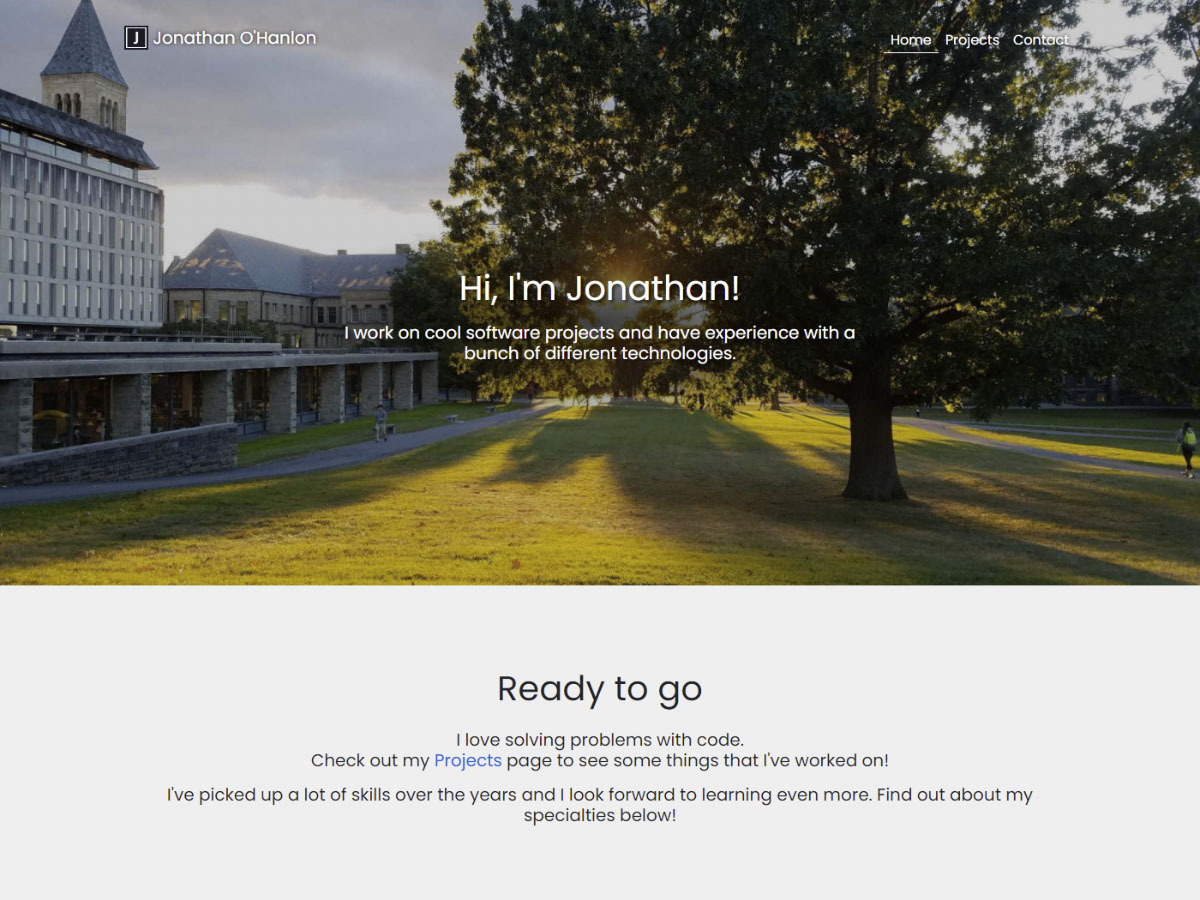 J Jonathan O'Hanlon
Home Projects Contact
Hi, I'm Jonathan!
I work on cool software projects and have experience with a
bunch of different technologies.
Ready to go
I love solving problems with code.
Check out my Projects page to see some things that I've worked on!
I've picked up a lot of skills over the years and I look forward to learning even more. Find out about my
specialties below!